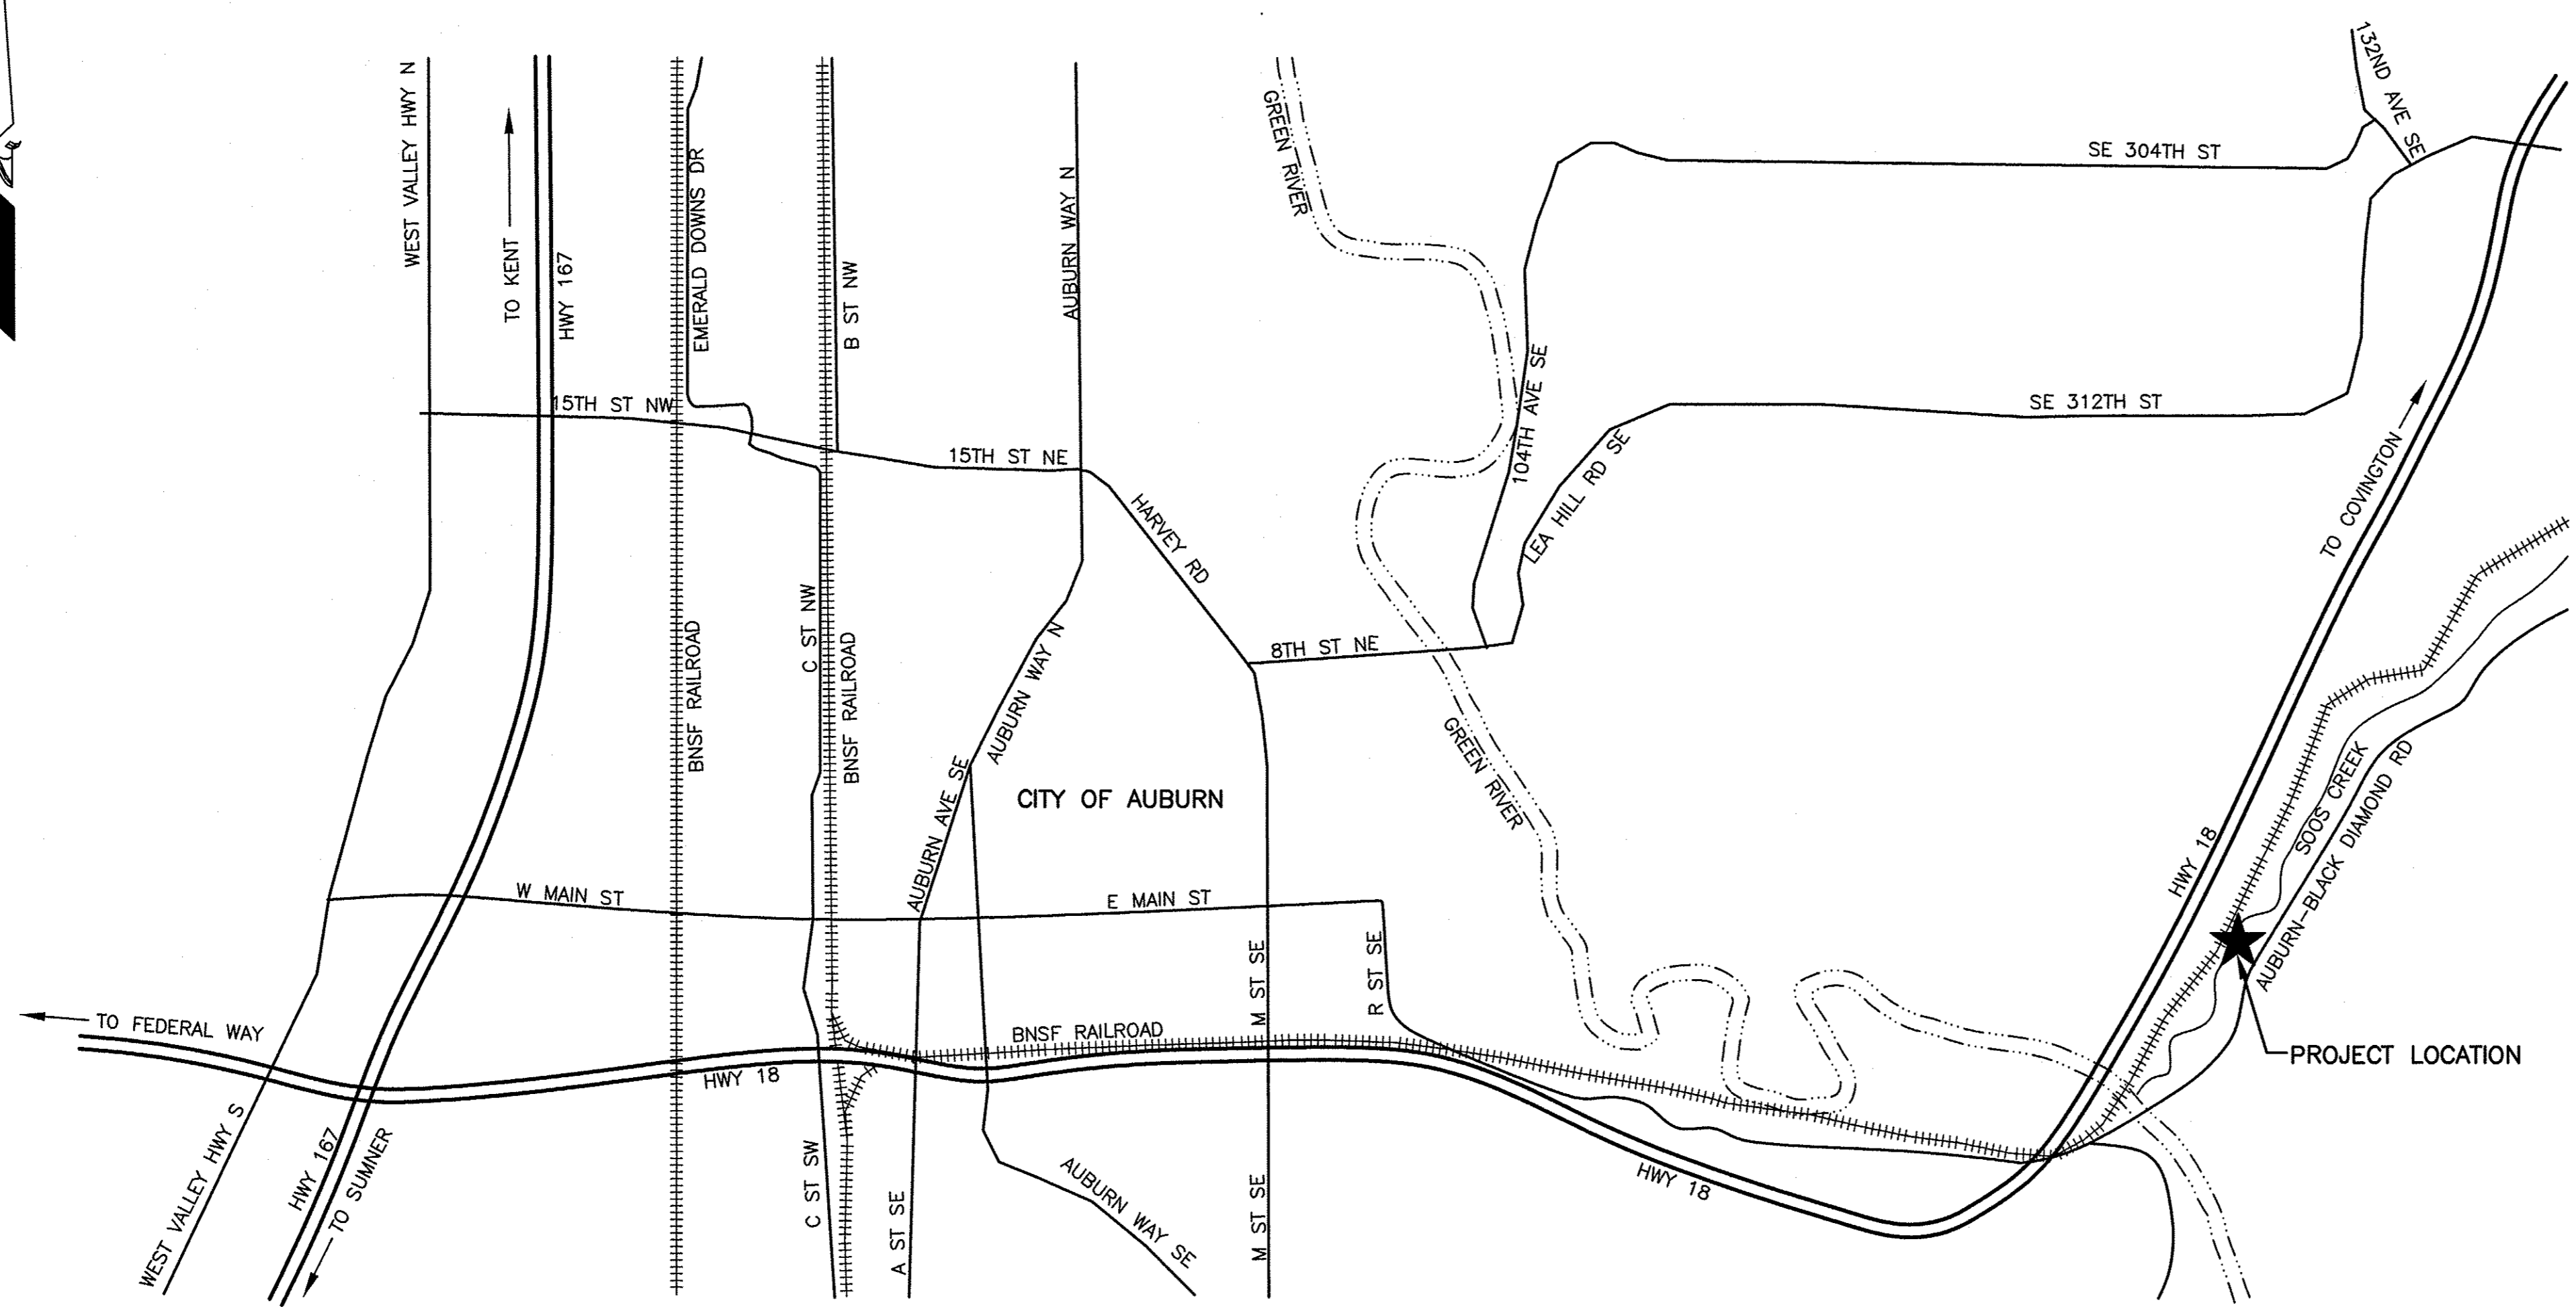 132ND AVE SE
WEST VALLEY HWY N
GREEN RIVER
SE 304TH ST
EMERALD DOWNS DR
AUBURN WAY N
TO KENT
HWY 167
B ST NW
104TH AVE SE
15TH ST NW
SE 312TH ST
15TH ST NE
LEA HILL RD SE
TO COVINGTON
HARVEY RD
C ST NW
BNSF RAILROAD
BNSF RAILROAD
8TH ST NE
AUBURN WAY N
GREEN RIVER
AUBURN AVE SE
CITY OF AUBURN
SOOS CREEK
AUBURN-BLACK DIAMOND RD
HWY 18
W MAIN ST
E MAIN ST
M ST SE
R ST SE
TO FEDERAL WAY
BNSF RAILROAD
PROJECT LOCATION
HWY 18
WEST VALLEY HWY S
HWY 167
TO SUMNER
C ST SW
A ST SE
AUBURN WAY SE
M ST SE
HWY 18